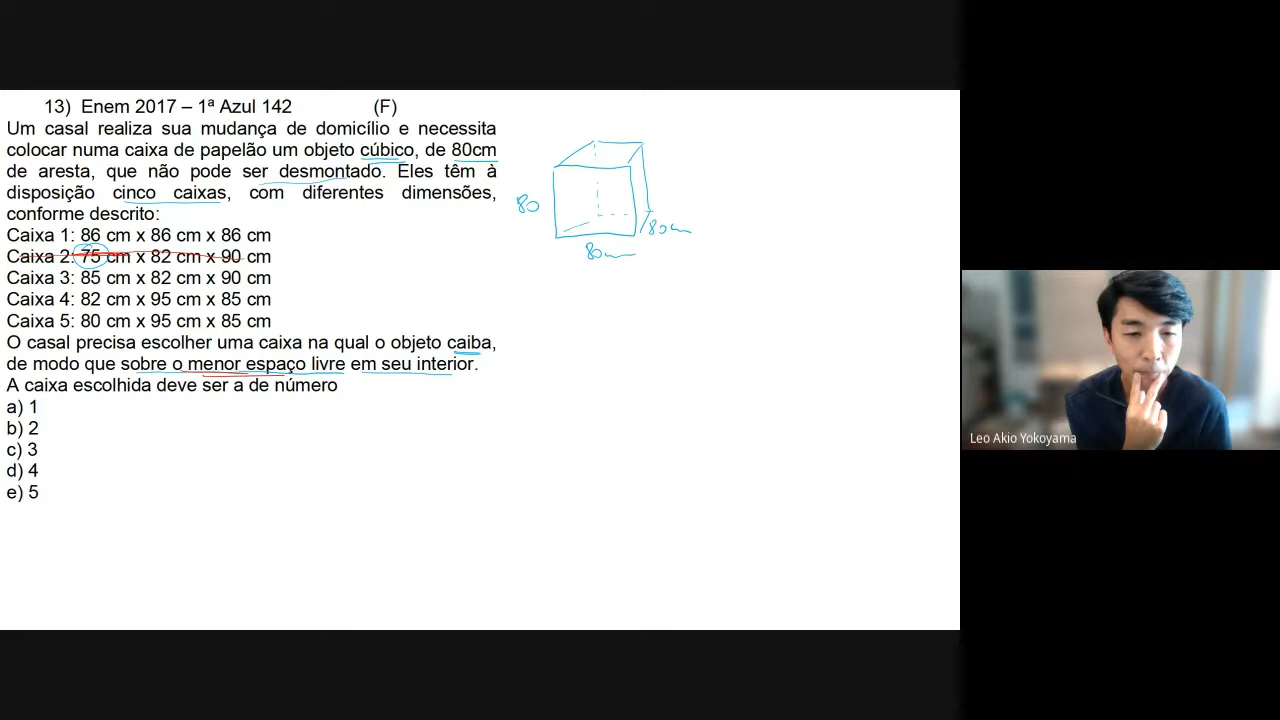 13) Enem 2017 – 1ª Azul 142 (F)
Um casal realiza sua mudança de domicílio e necessita
colocar numa caixa de papelão um objeto cúbico, de 80cm
de aresta, que não pode ser desmontado. Eles têm à
disposição cinco caixas, com diferentes dimensões,
conforme descrito:
Caixa 1: 86 cm x 86 cm x 86 cm
Caixa 2: 75 cm x 82 cm x 90 cm
Caixa 3: 85 cm x 82 cm x 90 cm
Caixa 4: 82 cm x 95 cm x 85 cm
Caixa 5: 80 cm x 95 cm x 85 cm
O casal precisa escolher uma caixa na qual o objeto caiba,
de modo que sobre o menor espaço livre em seu interior.
A caixa escolhida deve ser a de número
a) 1
b) 2
c) 3
d) 4
e) 5
80
80cm
80cm
Leo Akio Yokoyama